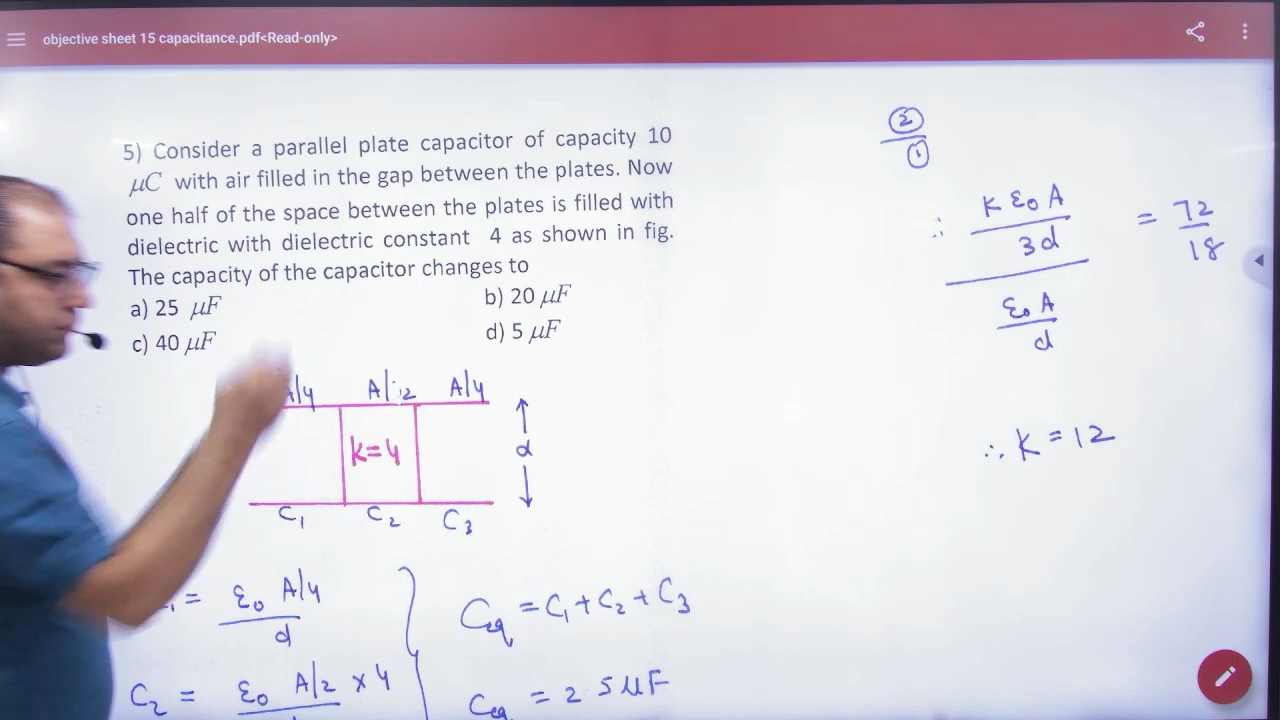 objective sheet 15 capacitance.pdf<Read-only>
5) Consider a parallel plate capacitor of capacity 10
μC with air filled in the gap between the plates. Now
one half of the space between the plates is filled with
dielectric with dielectric constant 4 as shown in fig.
The capacity of the capacitor changes to
a) 25 μF b) 20 μF
c) 40 μF d) 5 μF
A/4 A/2 A/4
k=4
d
C₁ C₂ C₃
= ε₀ A/4
d
C₂ = ε₀ A/2 × 4
Ceq = C₁ + C₂ + C₃
Ceq = 25 μF
②
①
∴ K ε₀ A
3d
= 72
18
ε₀ A
d
∴ K = 12